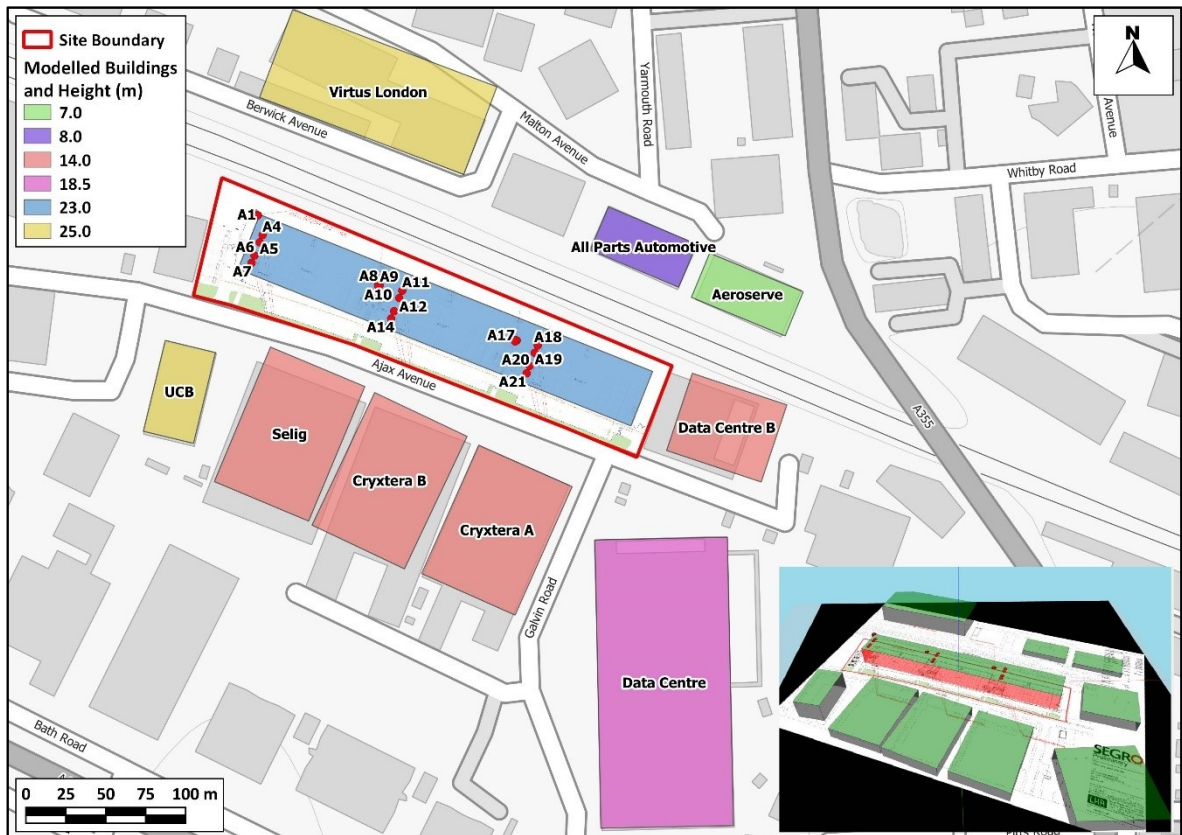 Site Boundary
Modelled Buildings
and Height (m)
7.0
8.0
14.0
18.5
23.0
25.0
N
Virtus London
Berwick Avenue
Malton Avenue
Yarmouth Road
Avenue
Whitby Road
All Parts Automotive
Aeroserve
A1
A4
A6
A5
A7
A8
A9
A10
A11
A12
A14
A17
A18
A20
A19
A21
A355
Ajax Avenue
UCB
Selig
Cryxtera B
Cryxtera A
Data Centre B
Galvin Road
Data Centre
Bath Road
0 25 50 75 100 m
SEGRO